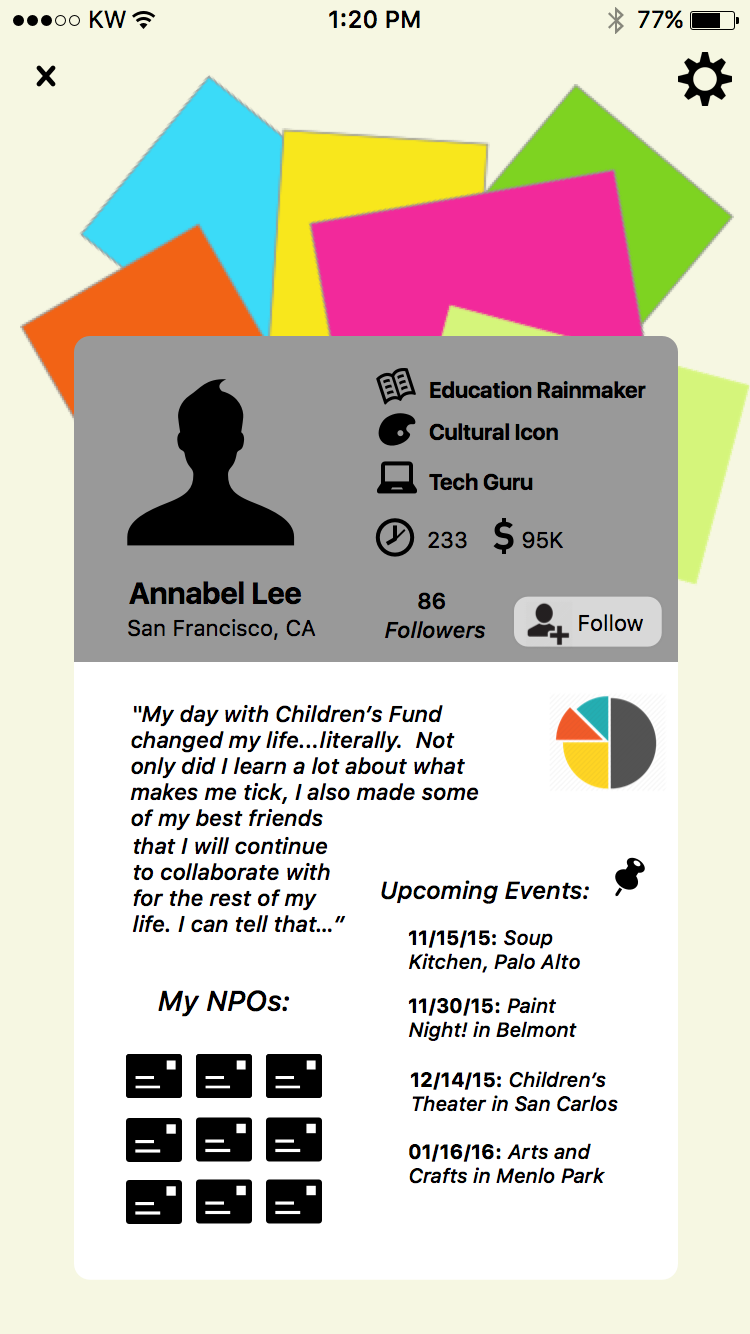 KW 1:20 PM 77%
Education Rainmaker
Cultural Icon
Tech Guru
233 $ 95K
Annabel Lee
San Francisco, CA
86
Followers
Follow
"My day with Children’s Fund
changed my life...literally.  Not
only did I learn a lot about what
makes me tick, I also made some
of my best friends
that I will continue
to collaborate with
for the rest of my
life. I can tell that...”
Upcoming Events:
11/15/15: Soup
Kitchen, Palo Alto
11/30/15: Paint
Night! in Belmont
12/14/15: Children’s
Theater in San Carlos
01/16/16: Arts and
Crafts in Menlo Park
My NPOs: